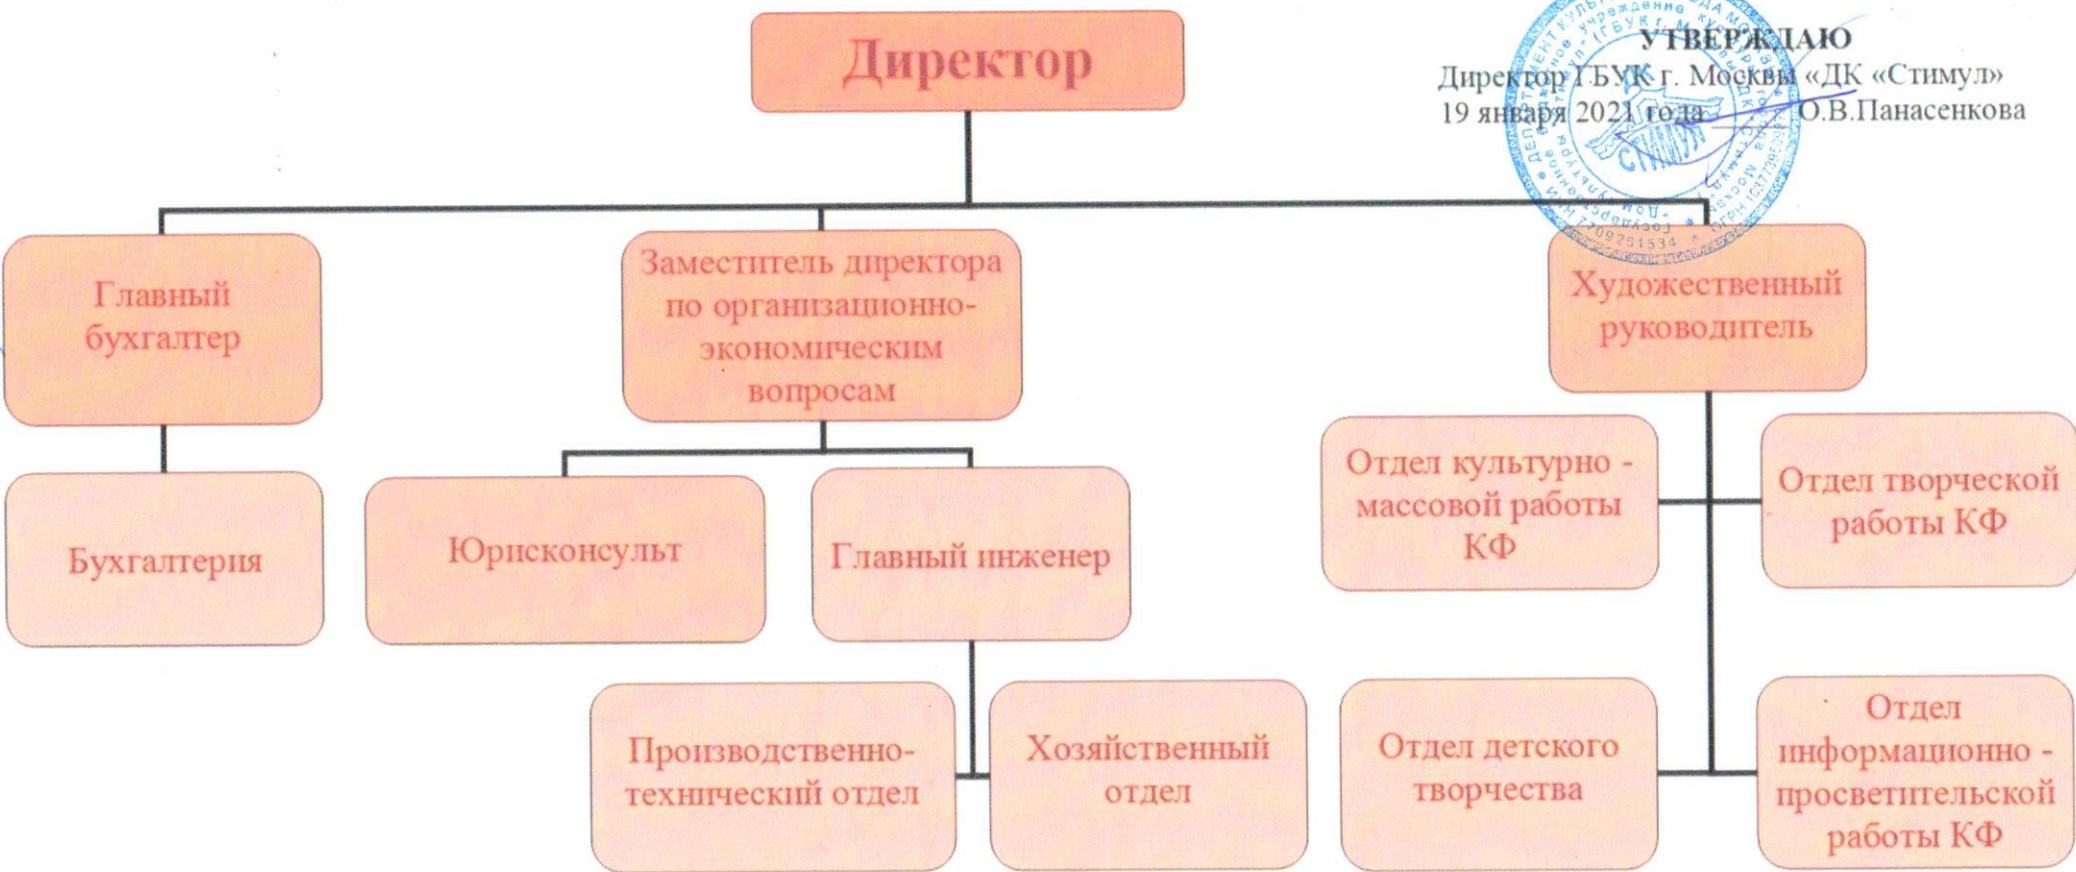 Директор
УТВЕРЖДАЮ
Директор ГБУК г. Москвы «ДК «Стимул»
19 января 2021 года ______ О.В.Панасенкова
СТИМУЛ
Главный
бухгалтер
Заместитель директора
по организационно-
экономическим
вопросам
Художественный
руководитель
Бухгалтерия
Юрисконсульт
Главный инженер
Отдел культурно -
массовой работы
КФ
Отдел творческой
работы КФ
Производственно-
технический отдел
Хозяйственный
отдел
Отдел детского
творчества
Отдел
информационно -
просветительской
работы КФ